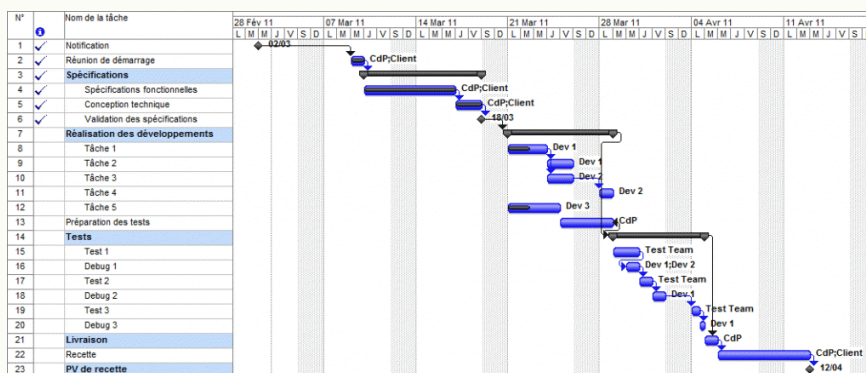 N° Nom de la tâche 28 Fév 11 07 Mar 11 14 Mar 11 21 Mar 11 28 Mar 11 04 Avr 11 11 Avr 11
L M M J V S D L M M J V S D L M M J V S D L M M J V S D L M M J V S D L M M J V S D L M M J V S
1 Notification 02/03
2 Réunion de démarrage CdP;Client
3 Spécifications
4 Spécifications fonctionnelles CdP;Client
5 Conception technique CdP;Client
6 Validation des spécifications 18/03
7 Réalisation des développements
8 Tâche 1 Dev 1
9 Tâche 2 Dev 1
10 Tâche 3 Dev 2
11 Tâche 4 Dev 2
12 Tâche 5 Dev 3
13 Préparation des tests CdP
14 Tests
15 Test 1 Test Team
16 Debug 1 Dev 1;Dev 2
17 Test 2 Test Team
18 Debug 2 Dev 1
19 Test 3 Test Team
20 Debug 3 Dev 1
21 Livraison CdP
22 Recette CdP;Client
23 PV de recette 12/04